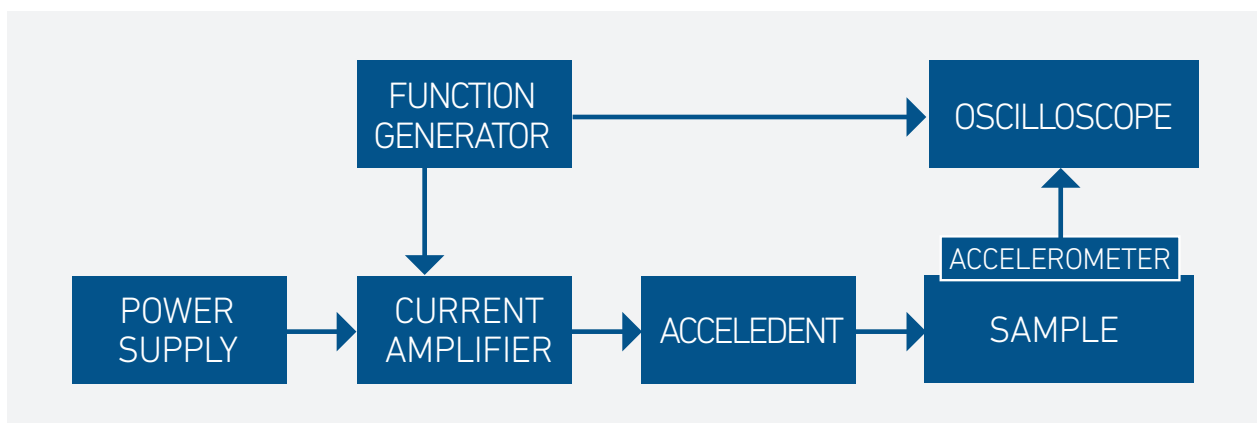 FUNCTION
GENERATOR
OSCILLOSCOPE
ACCELEROMETER
POWER
SUPPLY
CURRENT
AMPLIFIER
ACCELEDENT
SAMPLE